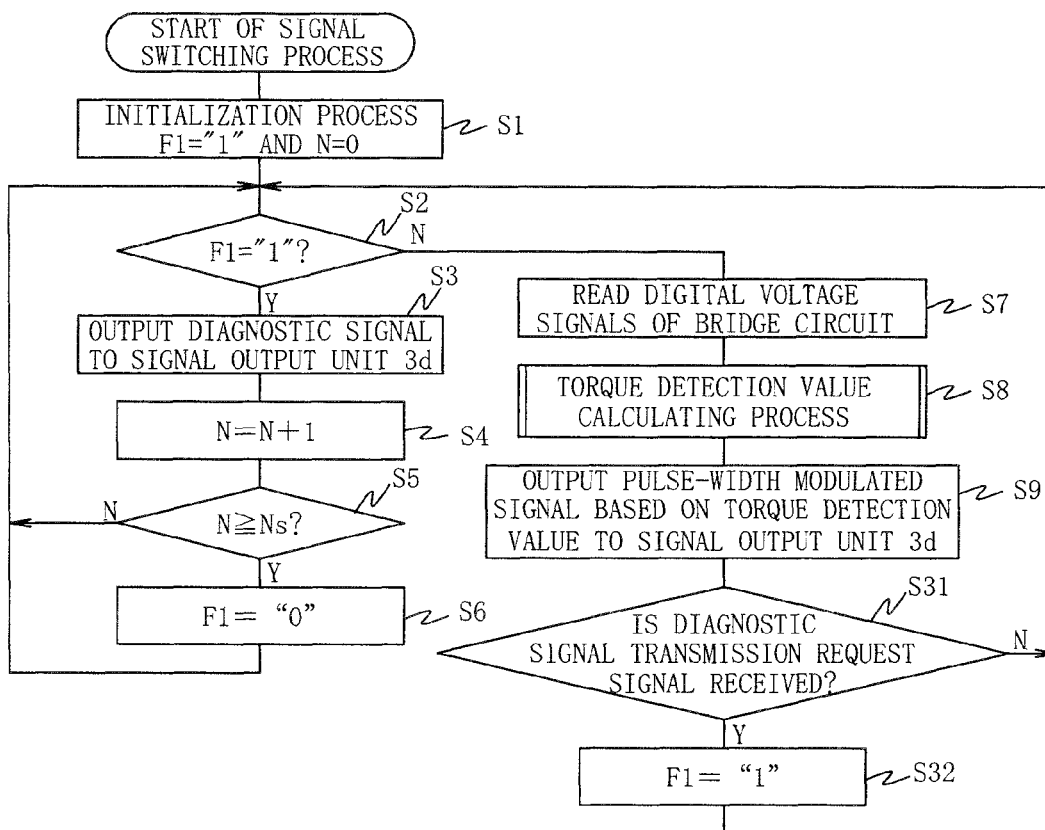 START OF SIGNAL
SWITCHING PROCESS
INITIALIZATION PROCESS
F1="1" AND N=0
S1
S2
F1="1"?
N
Y
S3
OUTPUT DIAGNOSTIC SIGNAL
TO SIGNAL OUTPUT UNIT 3d
N=N+1
S4
S5
N≧Ns?
N
Y
F1= “0”
S6
READ DIGITAL VOLTAGE
SIGNALS OF BRIDGE CIRCUIT
S7
TORQUE DETECTION VALUE
CALCULATING PROCESS
S8
OUTPUT PULSE-WIDTH MODULATED
SIGNAL BASED ON TORQUE DETECTION
VALUE TO SIGNAL OUTPUT UNIT 3d
S9
S31
IS DIAGNOSTIC
SIGNAL TRANSMISSION REQUEST
SIGNAL RECEIVED?
N
Y
F1= “1”
S32